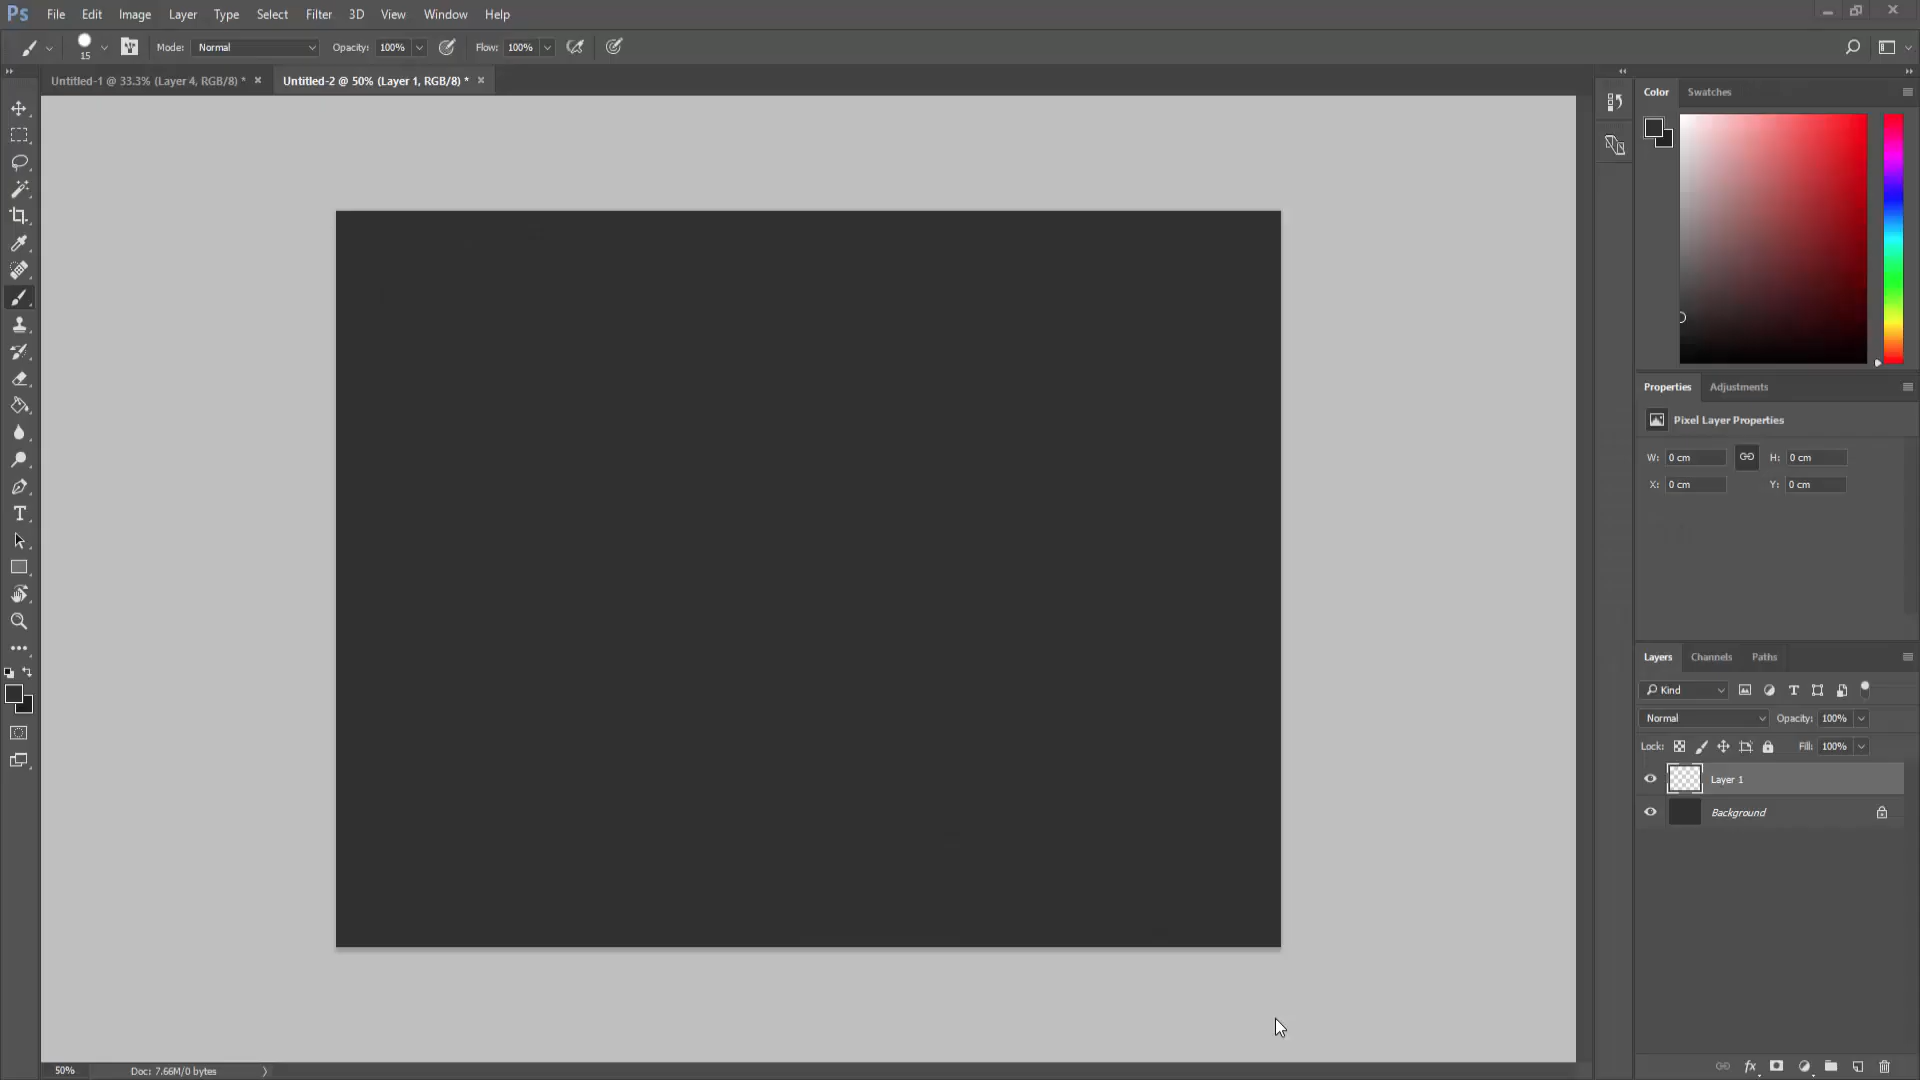 Ps File Edit Image Layer Type Select Filter 3D View Window Help
15 Mode: Normal Opacity: 100% Flow: 100%
Untitled-1 @ 33.3% (Layer 4, RGB/8) * × Untitled-2 @ 50% (Layer 1, RGB/8) * ×
Color Swatches
Properties Adjustments
Pixel Layer Properties
W: 0 cm H: 0 cm
X: 0 cm Y: 0 cm
Layers Channels Paths
Kind
Normal Opacity: 100%
Lock: Fill: 100%
Layer 1
Background
50% Doc: 7.66M/0 bytes